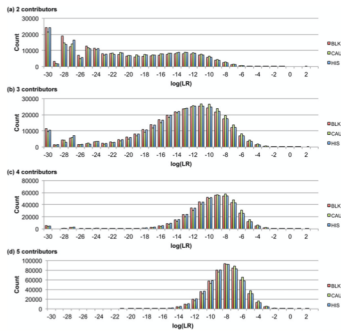 (a) 2 contributors
30000
20000
10000
0
Count
-30 -28 -26 -24 -22 -20 -18 -16 -14 -12 -10 -8 -6 -4 -2 0 2
log(LR)
BLK
CAU
HIS
(b) 3 contributors
30000
20000
10000
0
Count
-30 -28 -26 -24 -22 -20 -18 -16 -14 -12 -10 -8 -6 -4 -2 0 2
log(LR)
BLK
CAU
HIS
(c) 4 contributors
80000
60000
40000
20000
0
Count
-30 -28 -26 -24 -22 -20 -18 -16 -14 -12 -10 -8 -6 -4 -2 0 2
log(LR)
BLK
CAU
HIS
(d) 5 contributors
100000
80000
60000
40000
20000
0
Count
-30 -28 -26 -24 -22 -20 -18 -16 -14 -12 -10 -8 -6 -4 -2 0 2
log(LR)
BLK
CAU
HIS